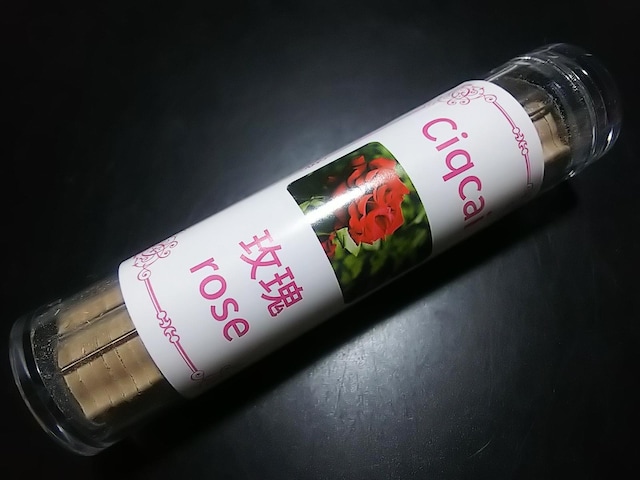 Ciqcai
玫瑰
rose